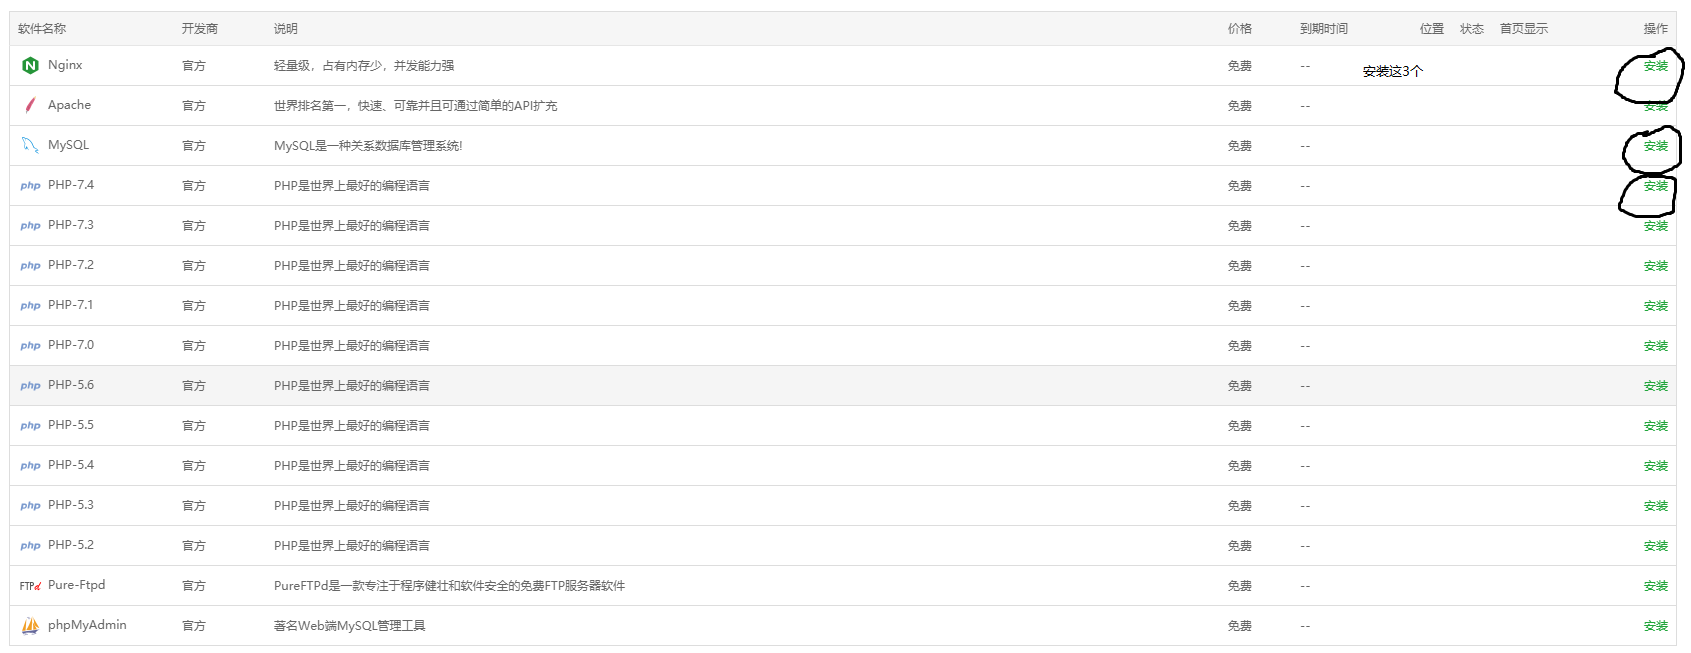 软件名称 开发商 说明 价格 到期时间 位置 状态 首页显示 操作
Nginx 官方 轻量级，占有内存少，并发能力强 免费 -- 安装这3个 安装
Apache 官方 世界排名第一，快速、可靠并且可通过简单的API扩充 免费 -- 安装
MySQL 官方 MySQL是一种关系数据库管理系统! 免费 -- 安装
php PHP-7.4 官方 PHP是世界上最好的编程语言 免费 -- 安装
php PHP-7.3 官方 PHP是世界上最好的编程语言 免费 -- 安装
php PHP-7.2 官方 PHP是世界上最好的编程语言 免费 -- 安装
php PHP-7.1 官方 PHP是世界上最好的编程语言 免费 -- 安装
php PHP-7.0 官方 PHP是世界上最好的编程语言 免费 -- 安装
php PHP-5.6 官方 PHP是世界上最好的编程语言 免费 -- 安装
php PHP-5.5 官方 PHP是世界上最好的编程语言 免费 -- 安装
php PHP-5.4 官方 PHP是世界上最好的编程语言 免费 -- 安装
php PHP-5.3 官方 PHP是世界上最好的编程语言 免费 -- 安装
php PHP-5.2 官方 PHP是世界上最好的编程语言 免费 -- 安装
FTPd Pure-Ftpd 官方 PureFTPd是一款专注于程序健壮和软件安全的免费FTP服务器软件 免费 -- 安装
phpMyAdmin 官方 著名Web端MySQL管理工具 免费 -- 安装